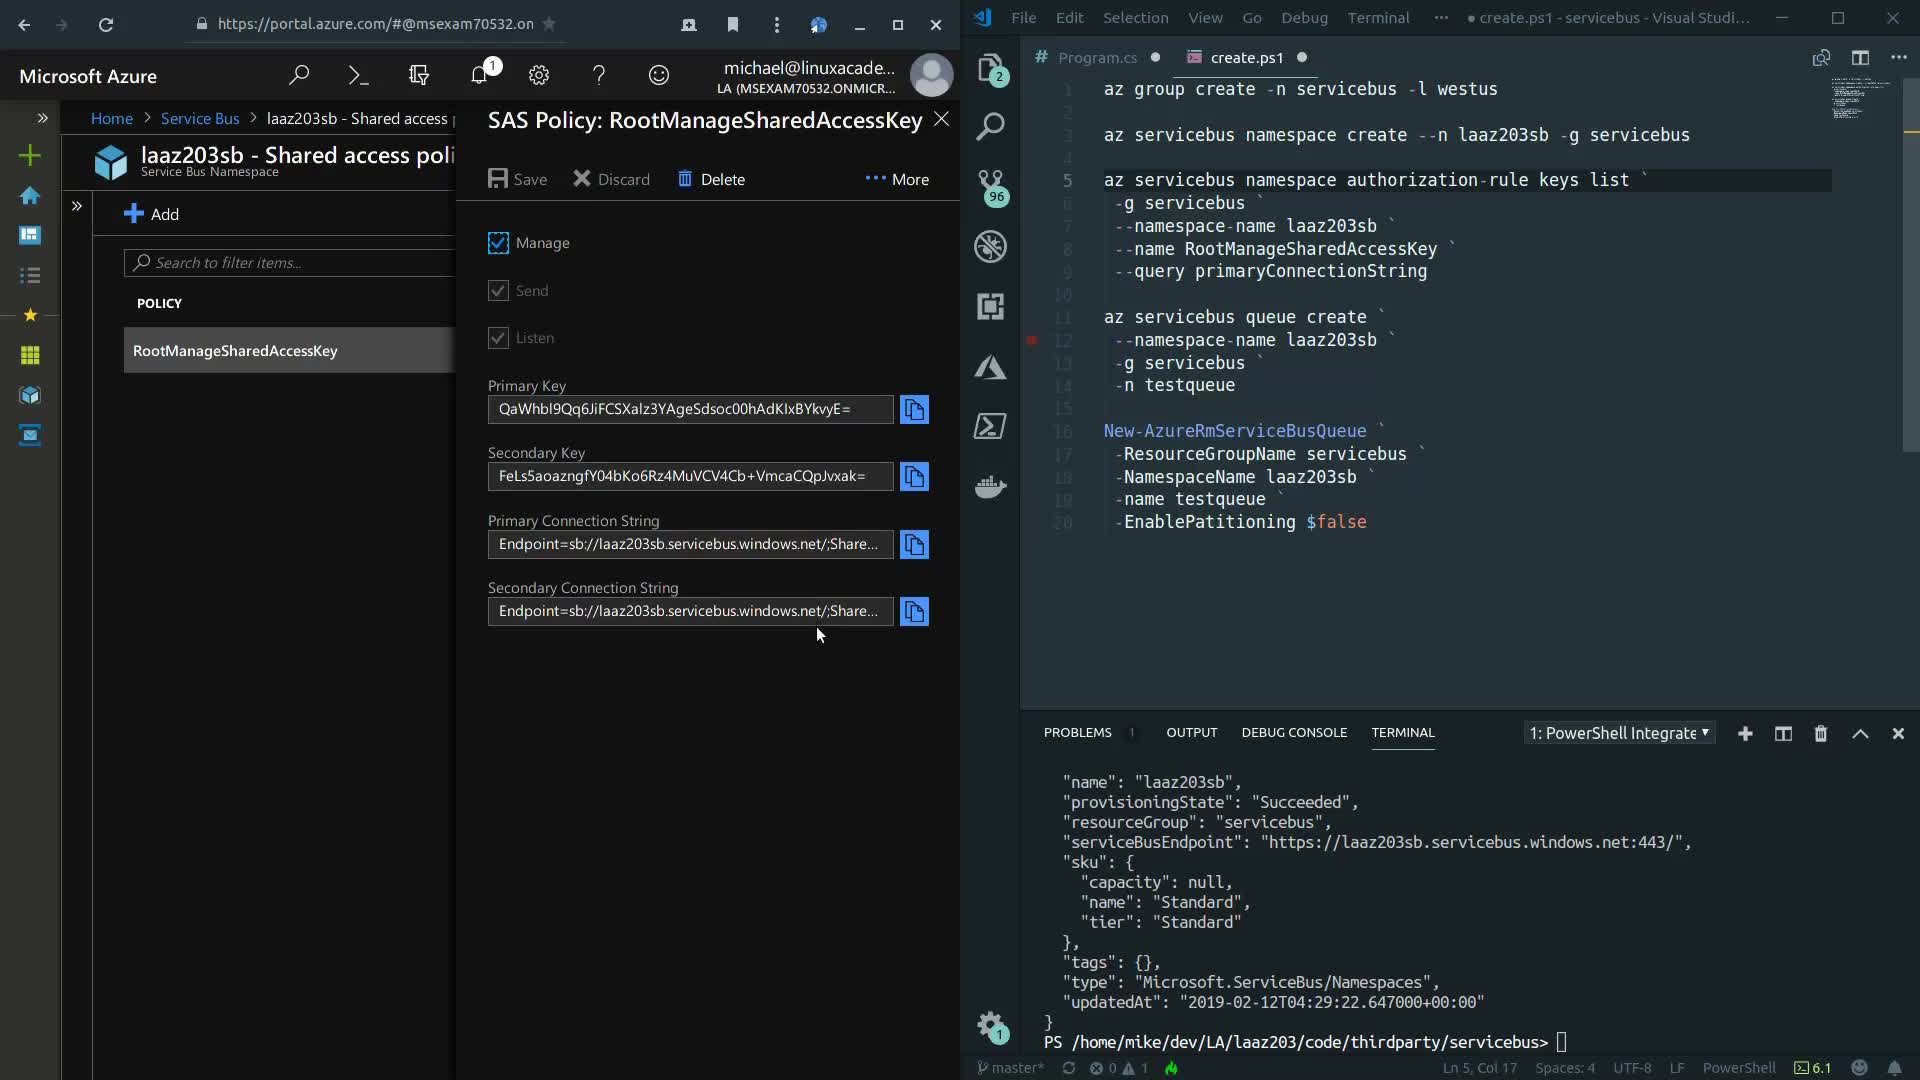 https://portal.azure.com/#@msexam70532.on
Microsoft Azure
1
michael@linuxacade...
LA (MSEXAM70532.ONMICR...
Home > Service Bus > laaz203sb - Shared access p
laaz203sb - Shared access poli
Service Bus Namespace
Add
Search to filter items...
POLICY
RootManageSharedAccessKey
SAS Policy: RootManageSharedAccessKey
Save
Discard
Delete
More
Manage
Send
Listen
Primary Key
QaWhbl9Qq6JiFCSXalz3YAgeSdsoc00hAdKIxBYkvyE=
Secondary Key
FeLs5aoazngfY04bKo6Rz4MuVCV4Cb+VmcaCQpJvxak=
Primary Connection String
Endpoint=sb://laaz203sb.servicebus.windows.net/;Share...
Secondary Connection String
Endpoint=sb://laaz203sb.servicebus.windows.net/;Share...
File Edit Selection View Go Debug Terminal ··· ● create.ps1 - servicebus - Visual Studi...
# Program.cs ●
create.ps1 ●
2
96
1
1 az group create -n servicebus -l westus
2
3 az servicebus namespace create --n laaz203sb -g servicebus
4
5 az servicebus namespace authorization-rule keys list `
6 -g servicebus `
7 --namespace-name laaz203sb `
8 --name RootManageSharedAccessKey `
9 --query primaryConnectionString
10
11 az servicebus queue create `
12 --namespace-name laaz203sb `
13 -g servicebus `
14 -n testqueue
15
16 New-AzureRmServiceBusQueue `
17 -ResourceGroupName servicebus `
18 -NamespaceName laaz203sb `
19 -name testqueue `
20 -EnablePatitioning $false
PROBLEMS 1 OUTPUT DEBUG CONSOLE TERMINAL
1: PowerShell Integrate
"name": "laaz203sb",
"provisioningState": "Succeeded",
"resourceGroup": "servicebus",
"serviceBusEndpoint": "https://laaz203sb.servicebus.windows.net:443/",
"sku": {
"capacity": null,
"name": "Standard",
"tier": "Standard"
},
"tags": {},
"type": "Microsoft.ServiceBus/Namespaces",
"updatedAt": "2019-02-12T04:29:22.647000+00:00"
}
PS /home/mike/dev/LA/laaz203/code/thirdparty/servicebus>
master* 0 1
Ln 5, Col 17 Spaces: 4 UTF-8 LF PowerShell 6.1